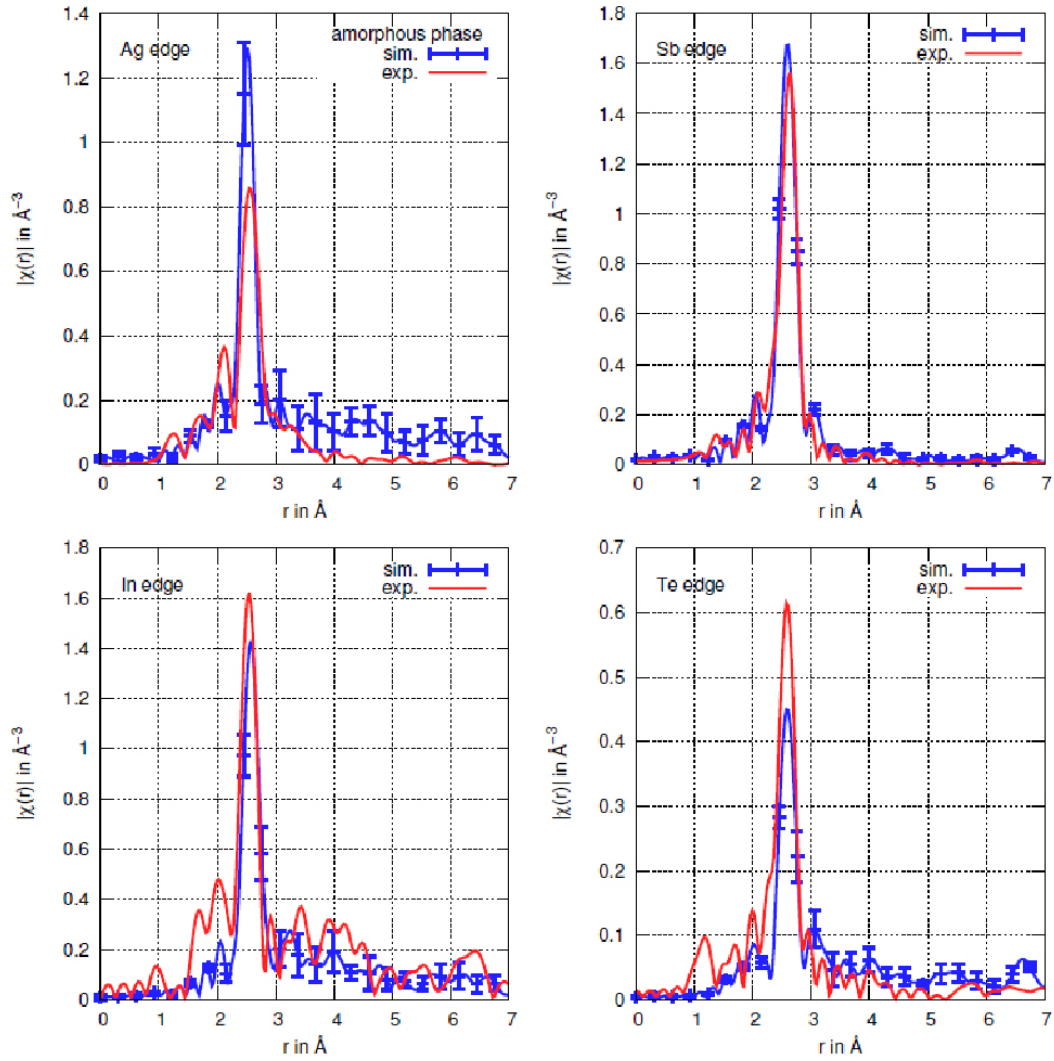 Ag edge
amorphous phase
sim.
exp.
|χ(r)| in Å⁻³
1.4
1.2
1
0.8
0.6
0.4
0.2
0
0 1 2 3 4 5 6 7
r in Å
Sb edge
sim.
exp.
|χ(r)| in Å⁻³
1.8
1.6
1.4
1.2
1
0.8
0.6
0.4
0.2
0
0 1 2 3 4 5 6 7
r in Å
In edge
sim.
exp.
|χ(r)| in Å⁻³
1.8
1.6
1.4
1.2
1
0.8
0.6
0.4
0.2
0
0 1 2 3 4 5 6 7
r in Å
Te edge
sim.
exp.
|χ(r)| in Å⁻³
0.7
0.6
0.5
0.4
0.3
0.2
0.1
0
0 1 2 3 4 5 6 7
r in Å